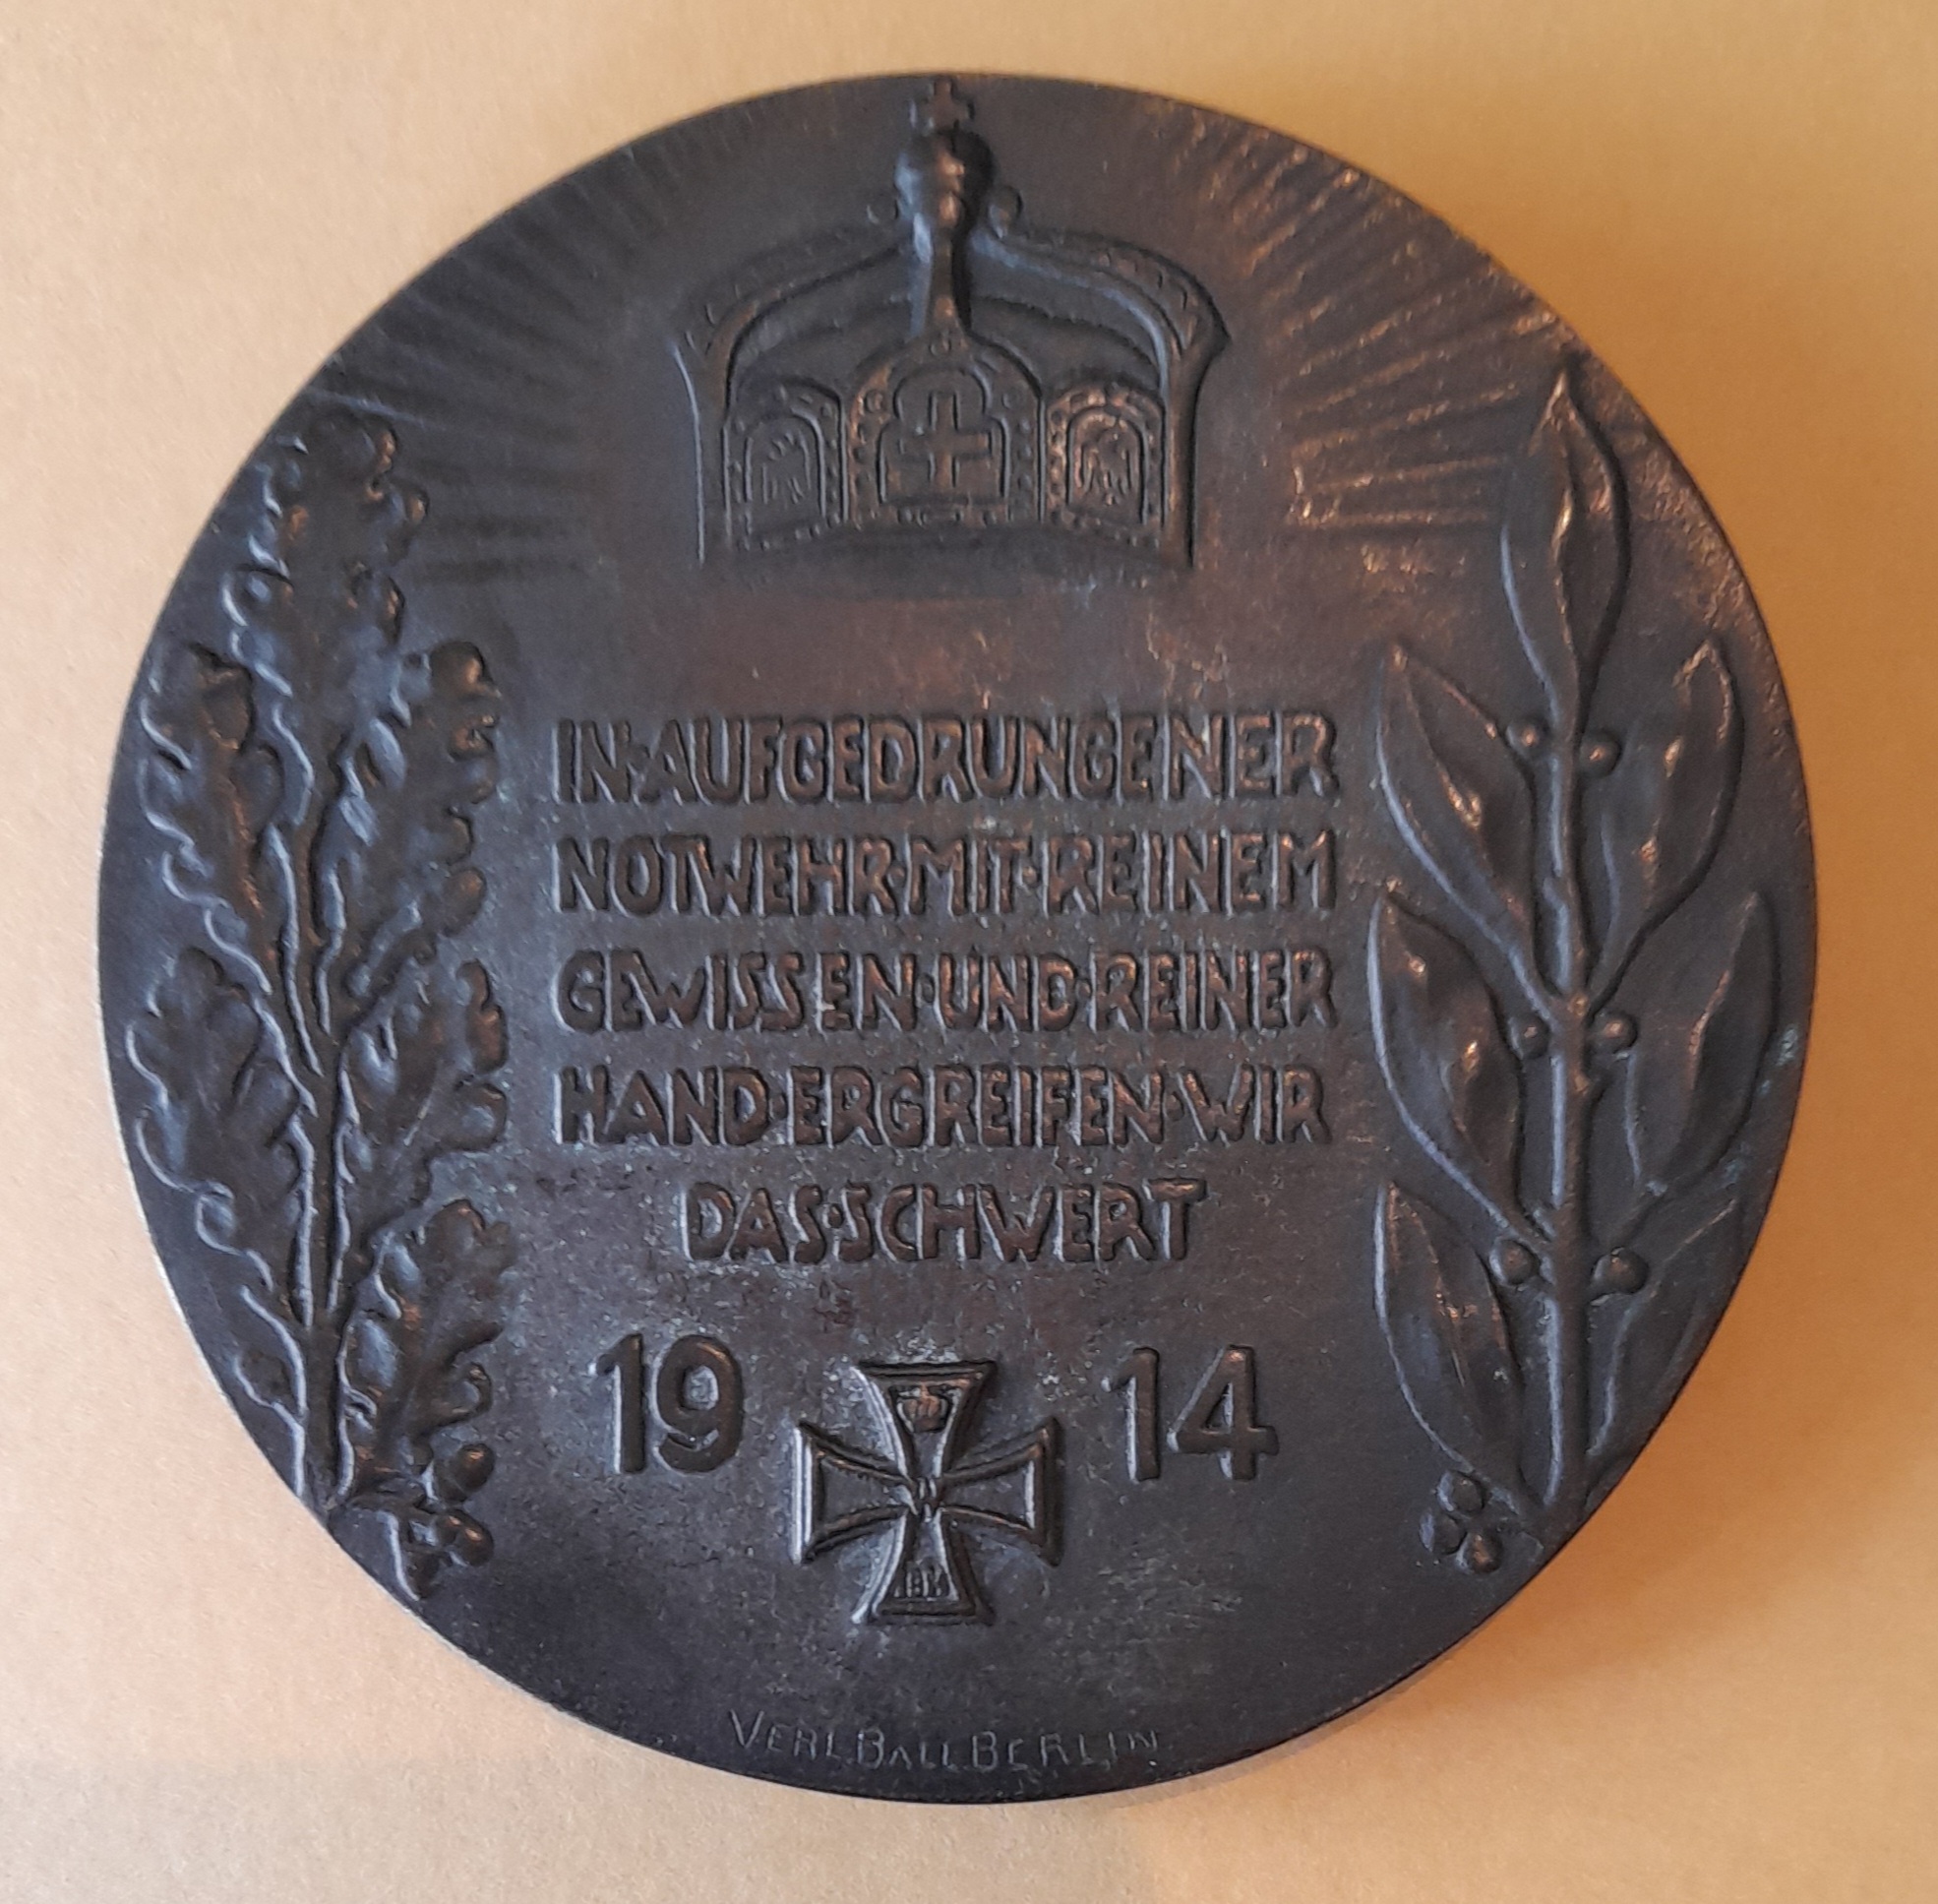 IN·AUFGEDRUNGENER
NOTWEHR·MIT·REINEM
GEWISSEN·UND·REINER
HAND·ERGREIFEN·WIR
DAS·SCHWERT
19 14
W
VERL.BALL.BERLIN